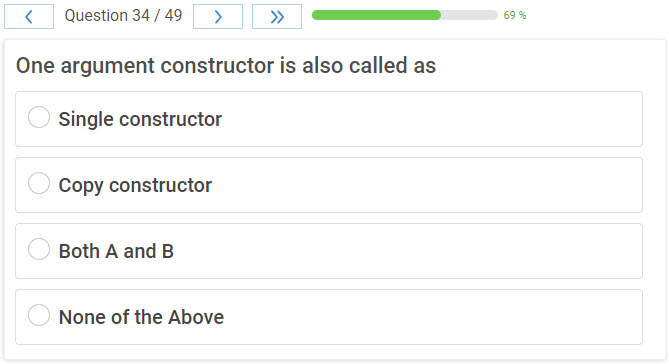 Question 34 / 49
69 %
One argument constructor is also called as
Single constructor
Copy constructor
Both A and B
None of the Above